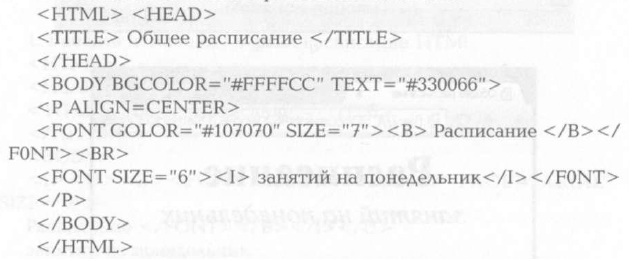 <HTML> <HEAD>
<TITLE> Общее расписание </TITLE>
</HEAD>
<BODY BGCOLOR="#FFFFCC" TEXT="#330066">
<P ALIGN=CENTER>
<FONT GOLOR="#107070" SIZE="7"><B> Расписание </B></
F0NT><BR>
<FONT SIZE="6"><I> занятий на понедельник</I></F0NT>
</P>
</BODY>
</HTML>